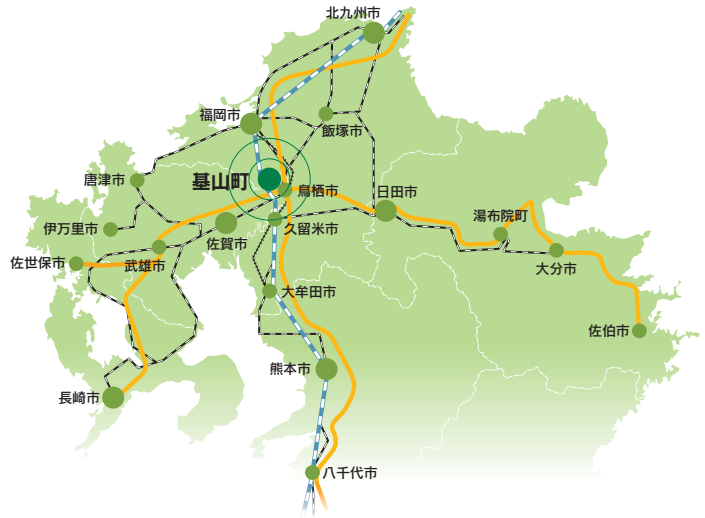 北九州市
福岡市
飯塚市
唐津市
基山町
鳥栖市
日田市
湯布院町
伊万里市
佐賀市
久留米市
佐世保市
武雄市
大分市
大牟田市
佐伯市
熊本市
長崎市
八千代市